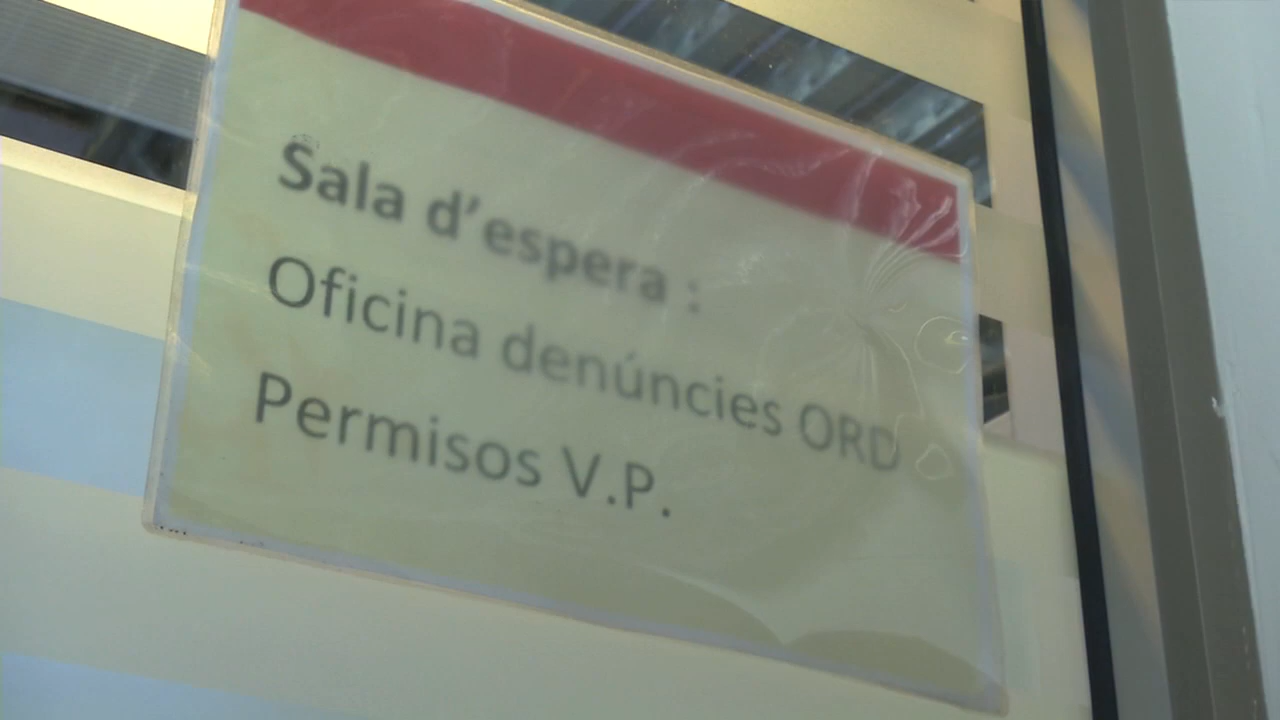 Sala d'espera :
Oficina denúncies ORD
Permisos V.P.